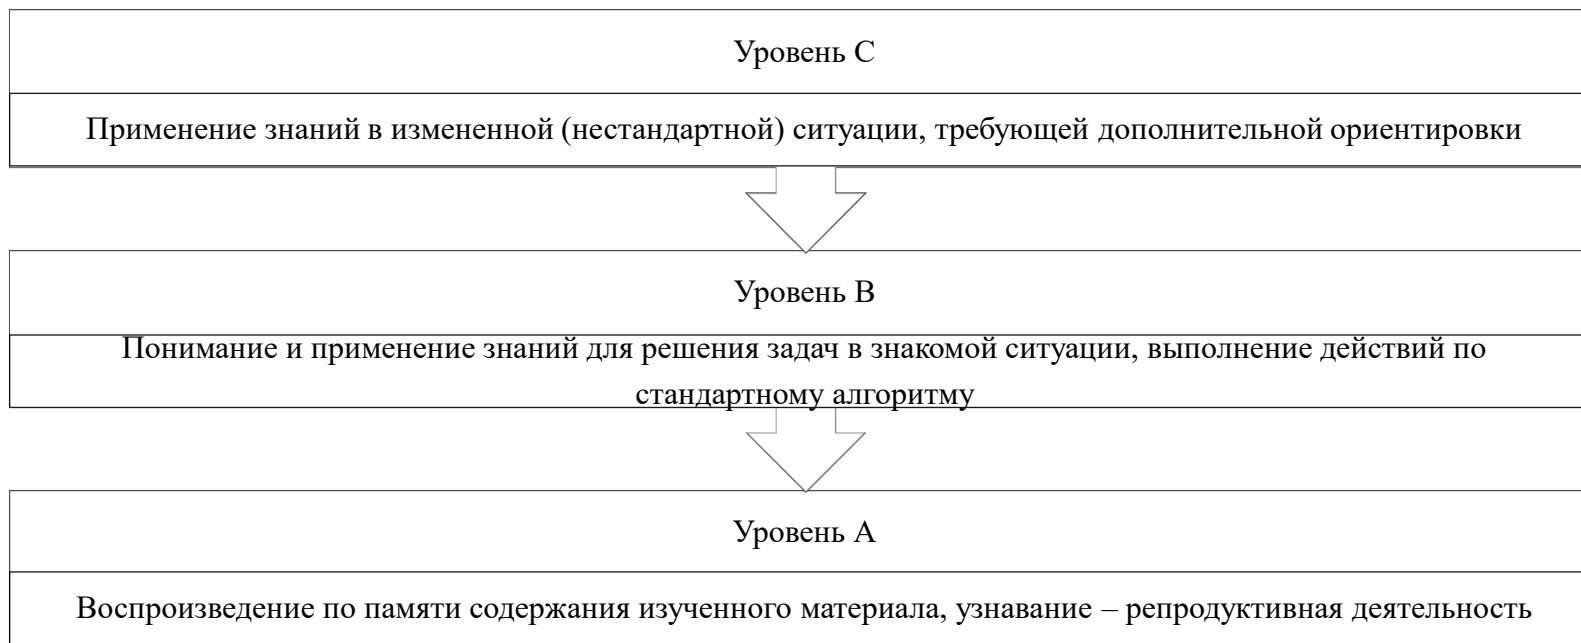 Уровень С
Применение знаний в измененной (нестандартной) ситуации, требующей дополнительной ориентировки
Уровень В
Понимание и применение знаний для решения задач в знакомой ситуации, выполнение действий по
стандартному алгоритму
Уровень А
Воспроизведение по памяти содержания изученного материала, узнавание – репродуктивная деятельность